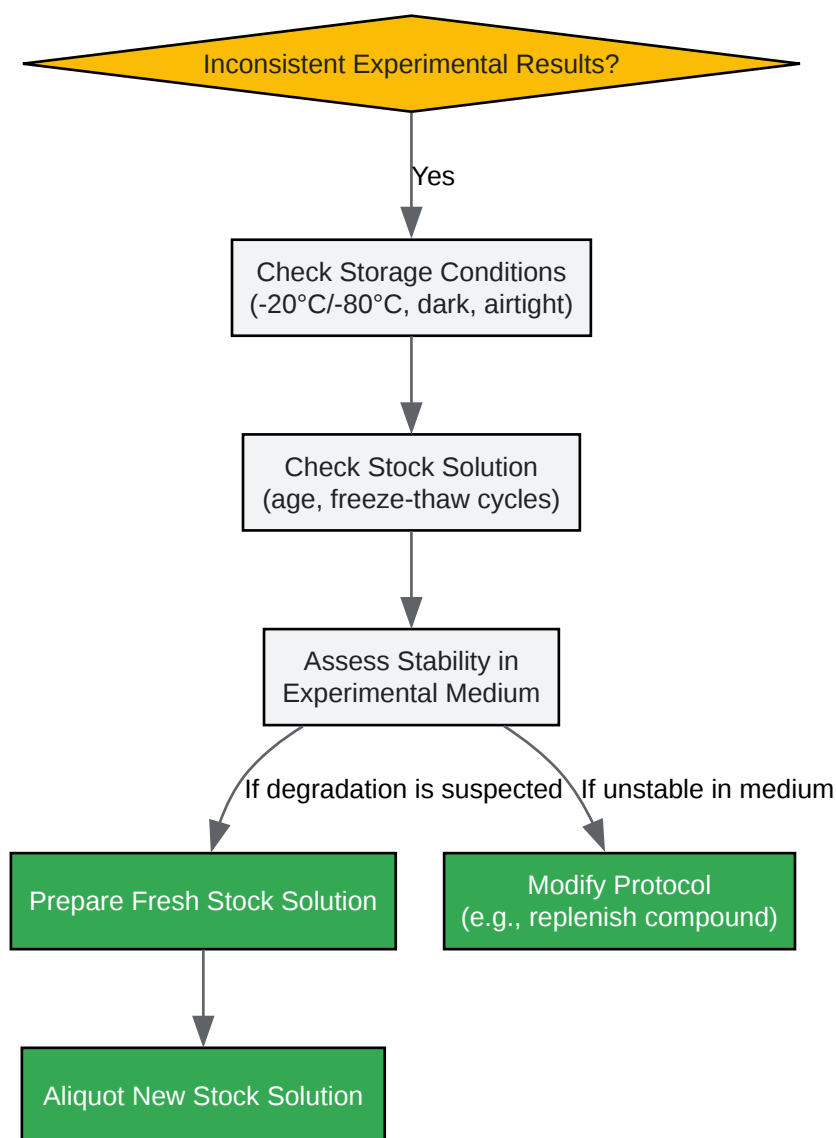 Inconsistent Experimental Results?
Yes
Check Storage Conditions
(-20°C/-80°C, dark, airtight)
Check Stock Solution
(age, freeze-thaw cycles)
Assess Stability in
Experimental Medium
If degradation is suspected
If unstable in medium
Prepare Fresh Stock Solution
Modify Protocol
(e.g., replenish compound)
Aliquot New Stock Solution